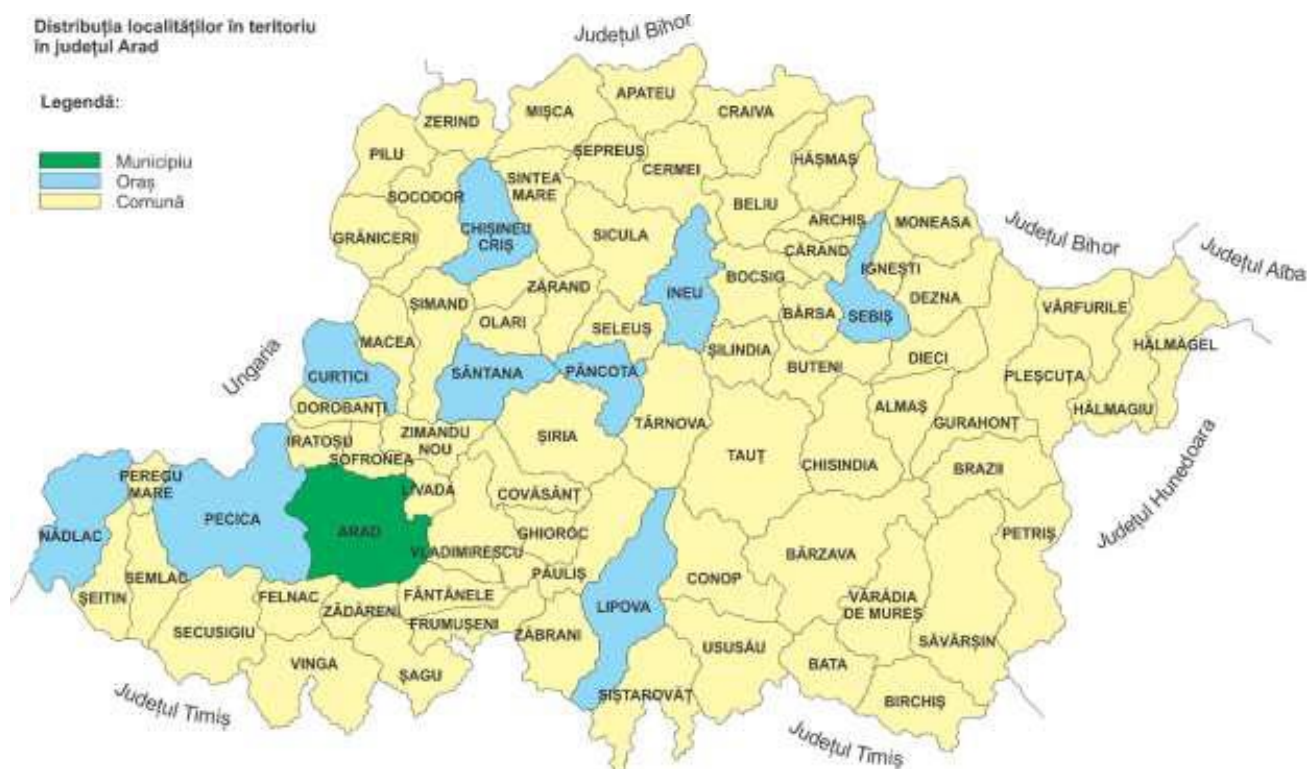 Distribuția localităților în teritoriu
în județul Arad
Legendă:
Municipiu
Oraș
Comună
Județul Bihor
Județul Bihor
Județul Alba
Județul Hunedoara
Județul Timiș
Județul Timiș
Ungaria
ZERIND
MIȘCA
APATEU
CRAIVA
PILU
ȘEPREUȘ
CERMEI
HĂȘMAȘ
SOCODOR
SINTEA
MARE
BELIU
GRĂNICERI
CHIȘINEU
CRIȘ
SICULA
ARCHIȘ
MONEASA
CĂRAND
IGNEȘTI
ZĂRAND
INEU
BOCSIG
DEZNA
ȘIMAND
OLARI
SELEUȘ
BÂRSA
SEBIȘ
VÂRFURILE
MACEA
ȘILINDIA
BUTENI
DIECI
HĂLMĂGEL
CURTICI
SÂNTANA
PÂNCOTA
PLEȘCUȚA
DOROBANȚI
ALMAȘ
HĂLMAGIU
IRATOȘU
ZIMANDU
NOU
ȘIRIA
TÂRNOVA
GURAHONȚ
SOFRONEA
TAUȚ
CHISINDIA
BRAZII
PEREGU
MARE
LIVADA
COVĂSÂNȚ
NĂDLAC
PECICA
ARAD
GHIOROC
PETRIȘ
VLADIMIRESCU
BÂRZAVA
SEMLAC
PĂULIȘ
CONOP
ȘEITIN
FELNAC
FÂNTÂNELE
LIPOVA
VĂRĂDIA
DE MUREȘ
ZĂDĂRENI
SECUSIGIU
FRUMUȘENI
ZĂBRANI
USUSĂU
SĂVÂRȘIN
VINGA
ȘAGU
BATA
ȘIȘTAROVĂȚ
BIRCHIȘ